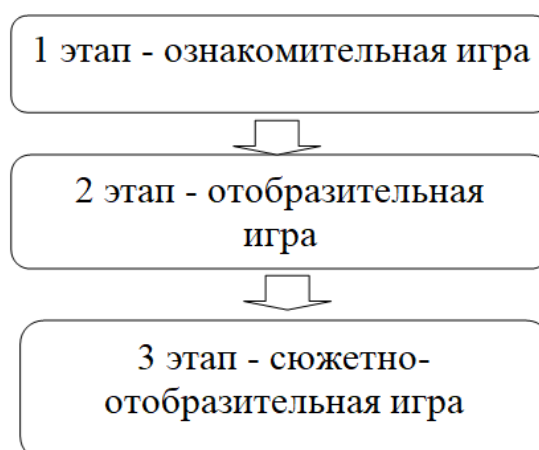 1 этап - ознакомительная игра
2 этап - отобразительная
игра
3 этап - сюжетно-
отобразительная игра